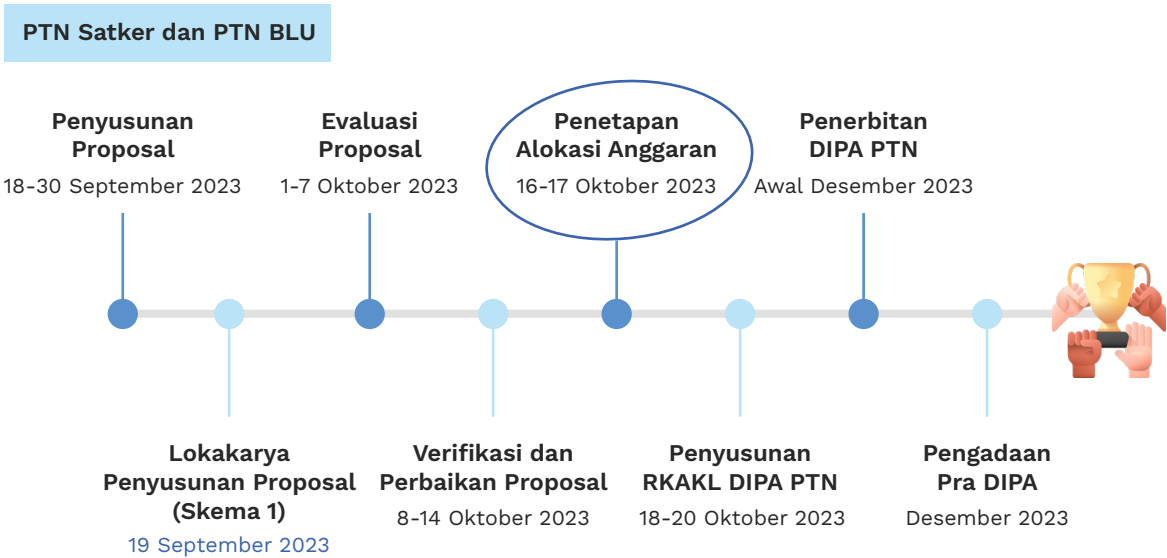 PTN Satker dan PTN BLU
Penyusunan
Proposal
18-30 September 2023
Evaluasi
Proposal
1-7 Oktober 2023
Penetapan
Alokasi Anggaran
16-17 Oktober 2023
Penerbitan
DIPA PTN
Awal Desember 2023
Lokakarya
Penyusunan Proposal
(Skema 1)
19 September 2023
Verifikasi dan
Perbaikan Proposal
8-14 Oktober 2023
Penyusunan
RKAKL DIPA PTN
18-20 Oktober 2023
Pengadaan
Pra DIPA
Desember 2023